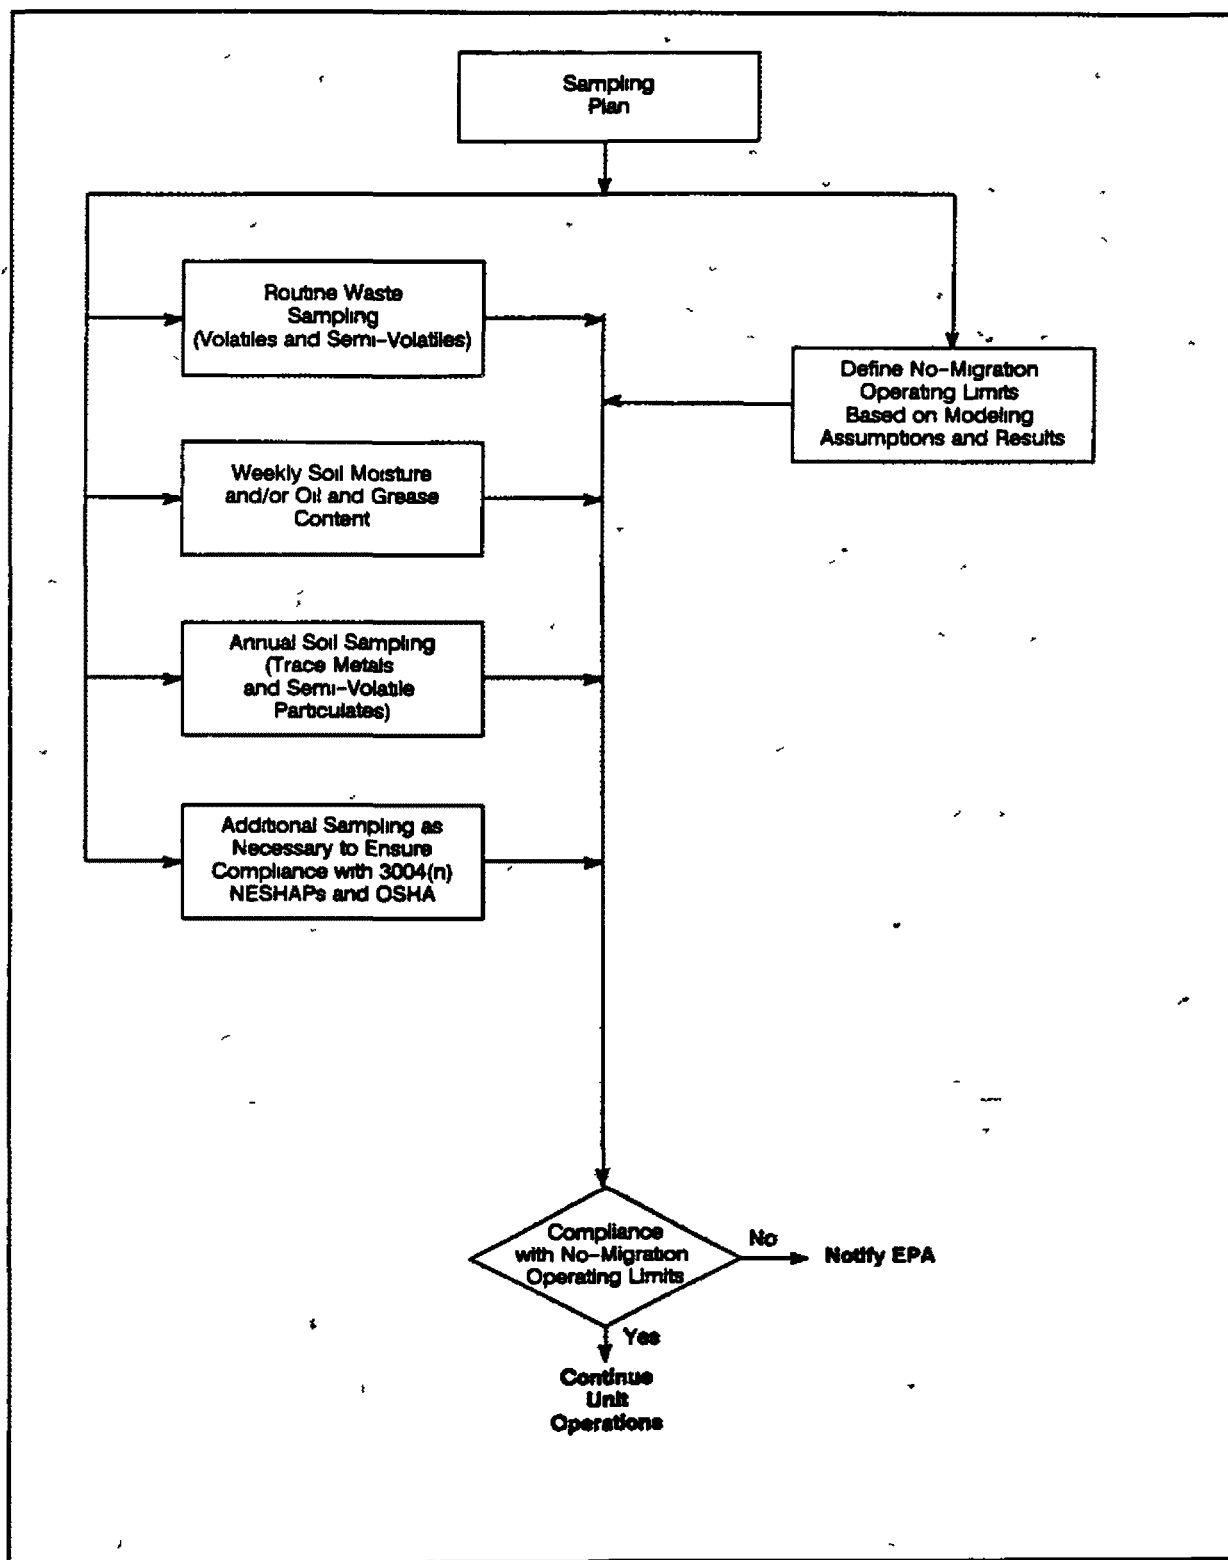 Sampling
Plan
Routine Waste
Sampling
(Volatiles and Semi-Volatiles)
Define No-Migration
Operating Limits
Based on Modeling
Assumptions and Results
Weekly Soil Moisture
and/or Oil and Grease
Content
Annual Soil Sampling
(Trace Metals
and Semi-Volatile
Particulates)
Additional Sampling as
Necessary to Ensure
Compliance with 3004(n)
NESHAPs and OSHA
Compliance
with No-Migration
Operating Limits
No
Notify EPA
Yes
Continue
Unit
Operations